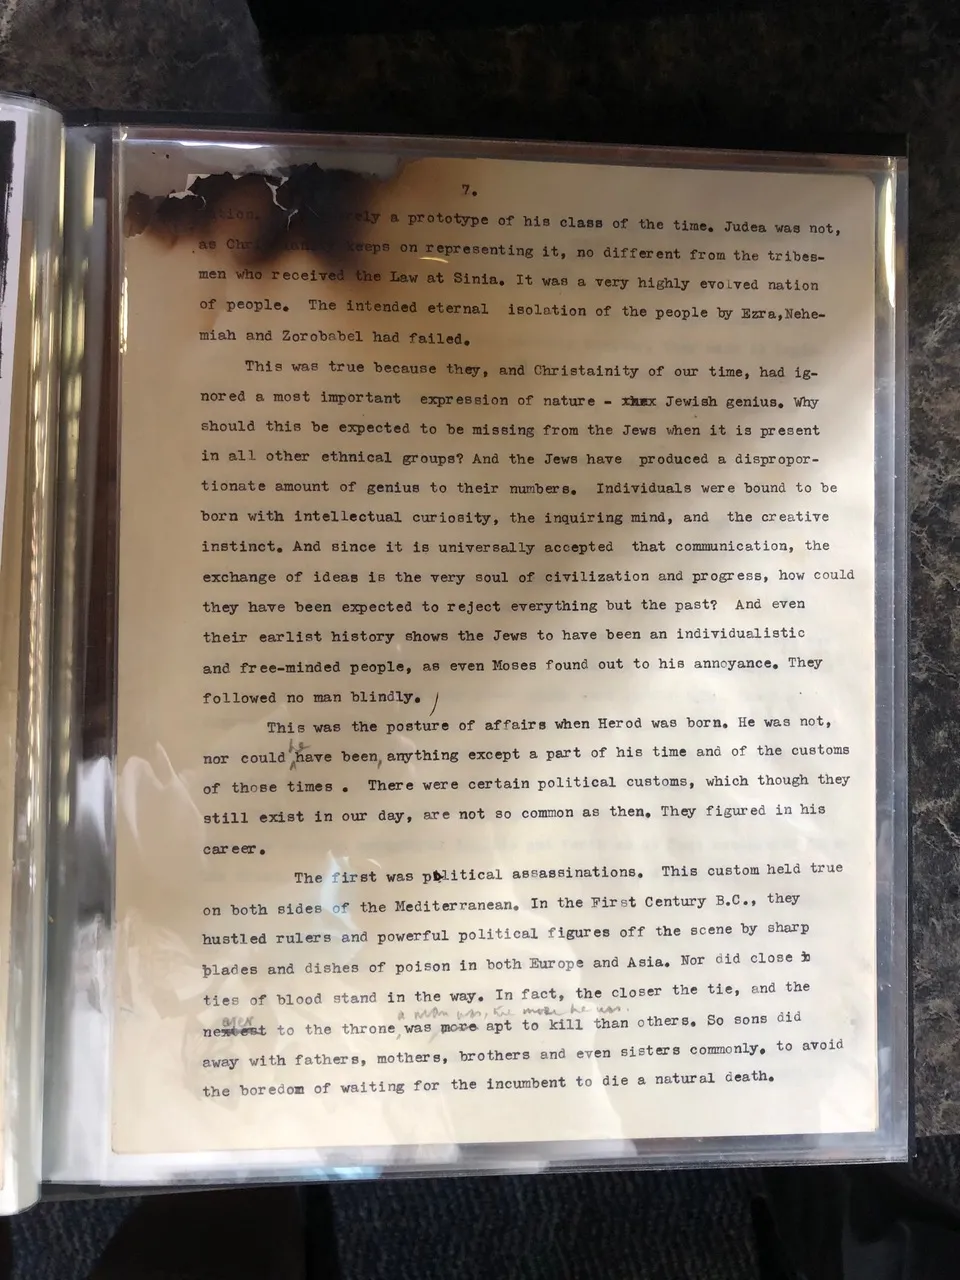 7.
ely a prototype of his class of the time. Judea was not,
as keeps on representing it, no different from the tribes-
men who received the Law at Sinia. It was a very highly evolved nation
of people. The intended eternal isolation of the people by Ezra,Nehe-
miah and Zorobabel had failed.
This was true because they, and Christainity of our time, had ig-
nored a most important expression of nature - Jewish genius. Why
should this be expected to be missing from the Jews when it is present
in all other ethnical groups? And the Jews have produced a dispropor-
tionate amount of genius to their numbers. Individuals were bound to be
born with intellectual curiosity, the inquiring mind, and the creative
instinct. And since it is universally accepted that communication, the
exchange of ideas is the very soul of civilization and progress, how could
they have been expected to reject everything but the past? And even
their earlist history shows the Jews to have been an individualistic
and free-minded people, as even Moses found out to his annoyance. They
followed no man blindly.
This was the posture of affairs when Herod was born. He was not,
he
nor could have been, anything except a part of his time and of the customs
of those times . There were certain political customs, which though they
still exist in our day, are not so common as then. They figured in his
career.
The first was political assassinations. This custom held true
on both sides of the Mediterranean. In the First Century B.C., they
hustled rulers and powerful political figures off the scene by sharp
blades and dishes of poison in both Europe and Asia. Nor did close
ties of blood stand in the way. In fact, the closer the tie, and the
a man was, the more he was
to the throne, was more apt to kill than others. So sons did
away with fathers, mothers, brothers and even sisters commonly. to avoid
the boredom of waiting for the incumbent to die a natural death.